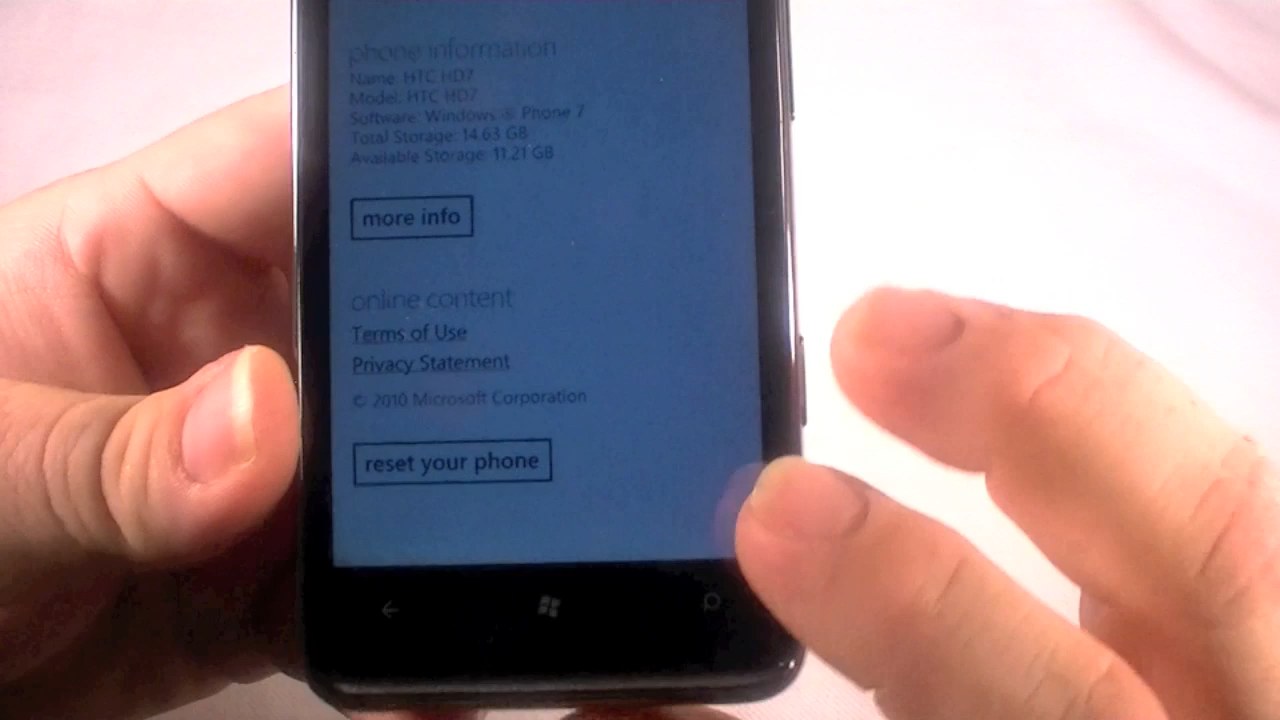 phone information
Name: HTC HD7
Model: HTC HD7
Software: Windows ® Phone 7
Total Storage: 14.63 GB
Available Storage: 11.21 GB
more info
online content
Terms of Use
Privacy Statement
© 2010 Microsoft Corporation
reset your phone